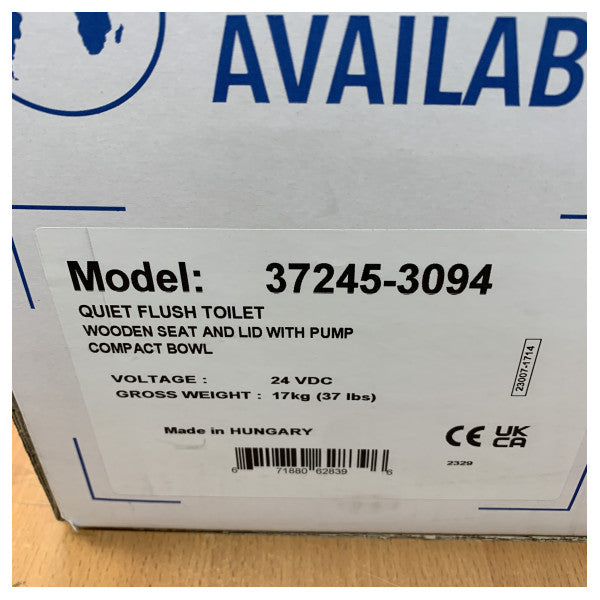 AVAILAB
Model: 37245-3094
QUIET FLUSH TOILET
WOODEN SEAT AND LID WITH PUMP
COMPACT BOWL
VOLTAGE : 24 VDC
GROSS WEIGHT : 17kg (37 lbs)
23007-1714
Made in HUNGARY
CE UK
CA
2329
6 71880 62839 6